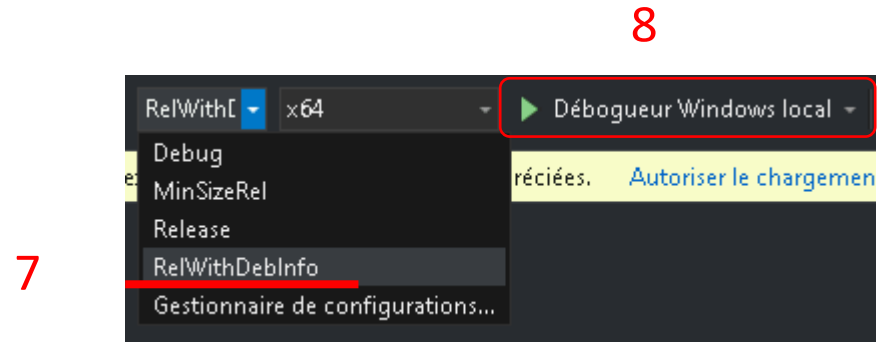 8
RelWithD x64 Débogueur Windows local
Debug
réciées. Autoriser le chargemen
MinSizeRel
Release
7
RelWithDebInfo
Gestionnaire de configurations...